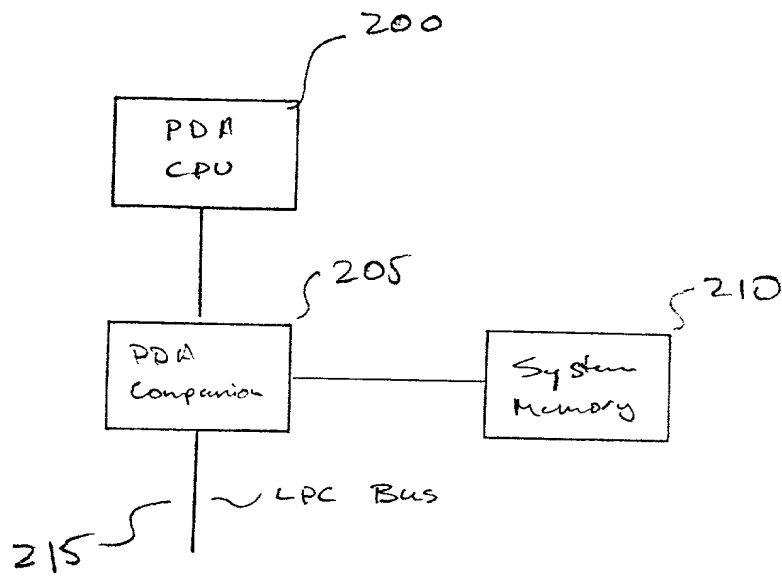 200
PDA
CPU
205
210
PDA
Companion
System
Memory
LPC Bus
215